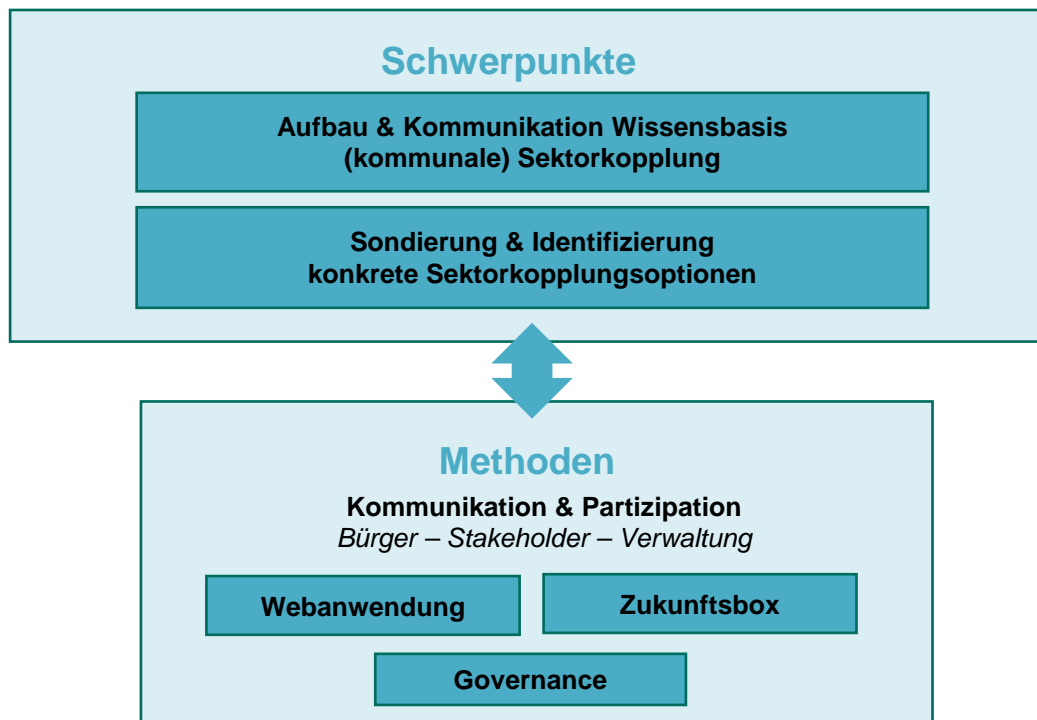 Schwerpunkte
Aufbau & Kommunikation Wissensbasis
(kommunale) Sektorkopplung
Sondierung & Identifizierung
konkrete Sektorkopplungsoptionen
Methoden
Kommunikation & Partizipation
Bürger – Stakeholder – Verwaltung
Webanwendung
Zukunftsbox
Governance